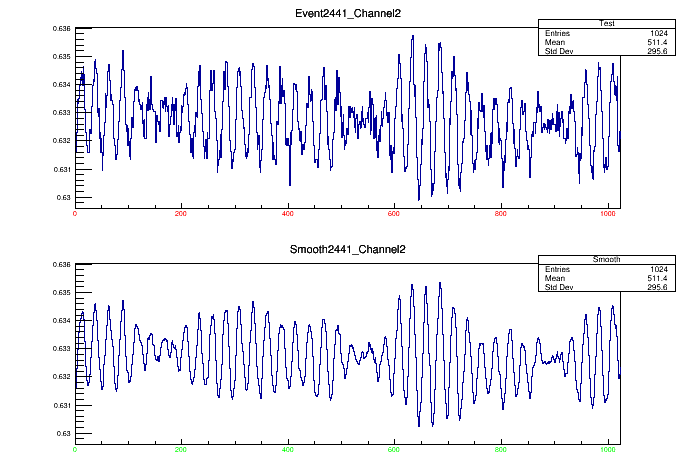 Event2441_Channel2
Test
Entries 1024
Mean 511.4
Std Dev 295.6
0.636
0.635
0.634
0.633
0.632
0.631
0.63
0 200 400 600 800 1000
Smooth2441_Channel2
Smooth
Entries 1024
Mean 511.4
Std Dev 295.6
0.636
0.635
0.634
0.633
0.632
0.631
0.63
0 200 400 600 800 1000